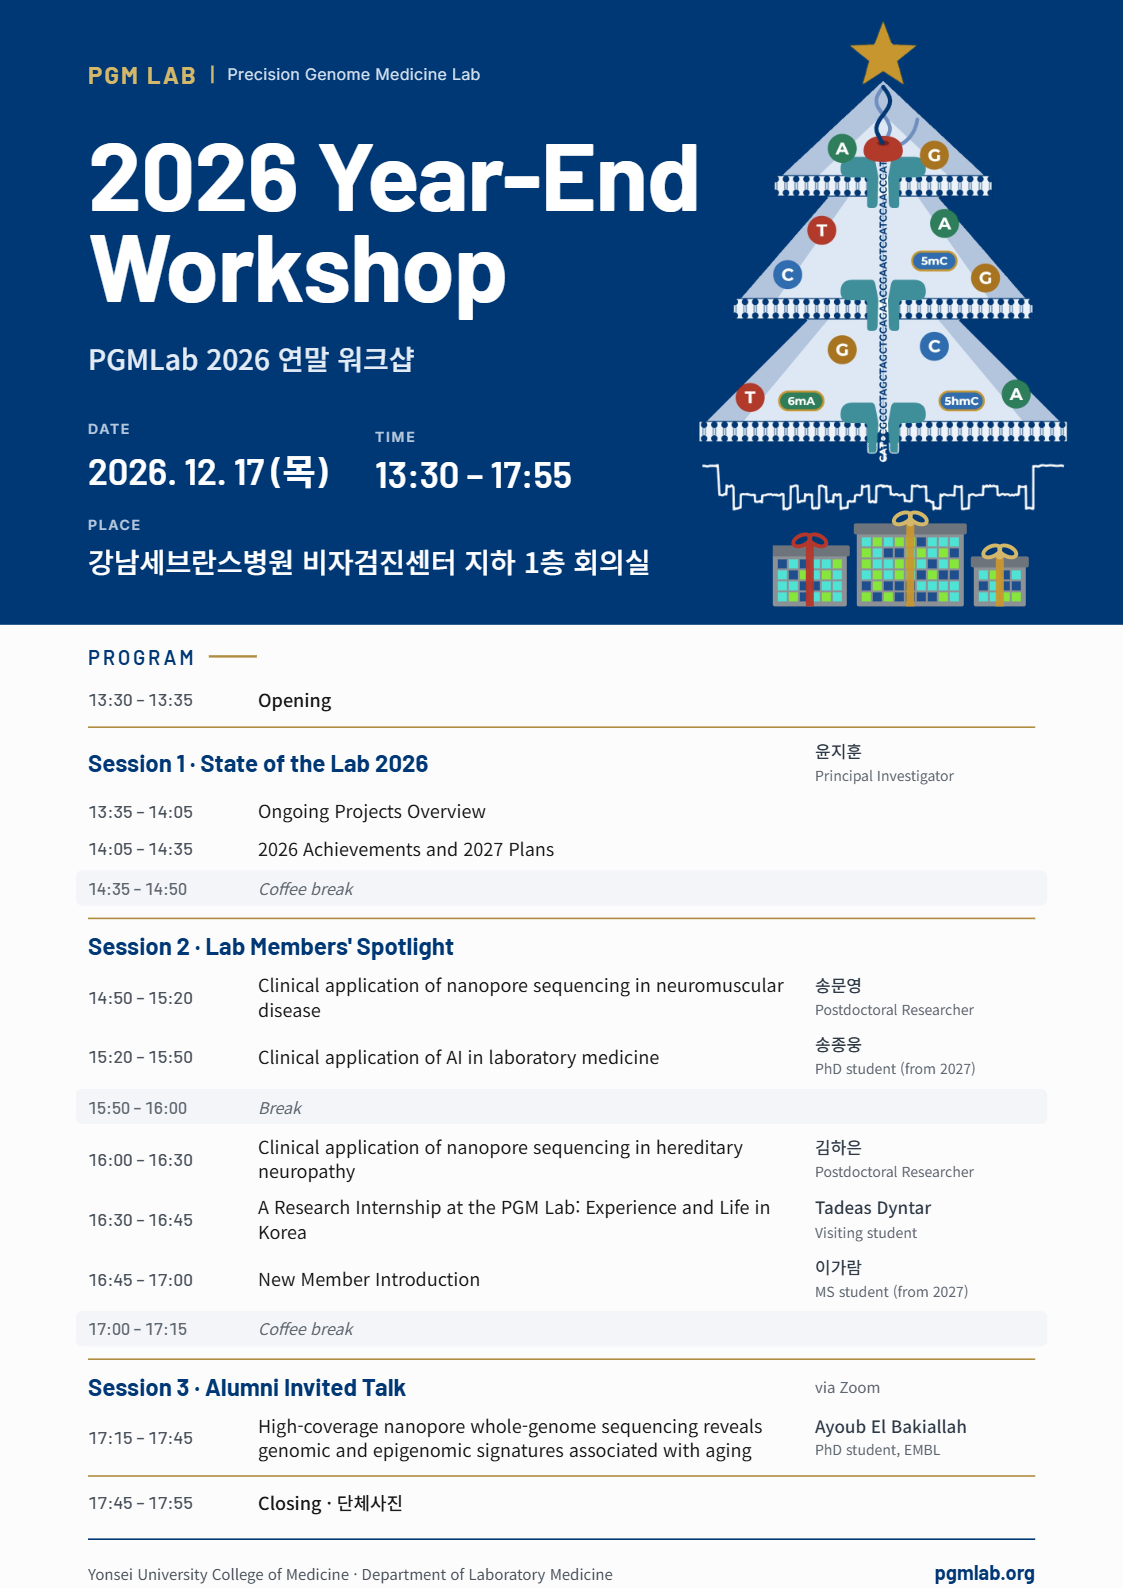 PGM LAB | Precision Genome Medicine Lab
2026 Year-End
Workshop
PGMLab 2026 연말 워크샵
DATE
2026. 12. 17 (목)
TIME
13:30 – 17:55
PLACE
강남세브란스병원 비자검진센터 지하 1층 회의실
A
G
T
A
5mC
C
G
G
C
T
6mA
5hmC
A
PROGRAM
13:30 – 13:35 Opening
Session 1 · State of the Lab 2026
윤지훈
Principal Investigator
13:35 – 14:05 Ongoing Projects Overview
14:05 – 14:35 2026 Achievements and 2027 Plans
14:35 – 14:50 Coffee break
Session 2 · Lab Members' Spotlight
14:50 – 15:20 Clinical application of nanopore sequencing in neuromuscular
disease
송문영
Postdoctoral Researcher
15:20 – 15:50 Clinical application of AI in laboratory medicine
송종웅
PhD student (from 2027)
15:50 – 16:00 Break
16:00 – 16:30 Clinical application of nanopore sequencing in hereditary
neuropathy
김하은
Postdoctoral Researcher
16:30 – 16:45 A Research Internship at the PGM Lab: Experience and Life in
Korea
Tadeas Dyntar
Visiting student
16:45 – 17:00 New Member Introduction
이가람
MS student (from 2027)
17:00 – 17:15 Coffee break
Session 3 · Alumni Invited Talk
via Zoom
17:15 – 17:45 High-coverage nanopore whole-genome sequencing reveals
genomic and epigenomic signatures associated with aging
Ayoub El Bakiallah
PhD student, EMBL
17:45 – 17:55 Closing · 단체사진
Yonsei University College of Medicine · Department of Laboratory Medicine
pgmlab.org